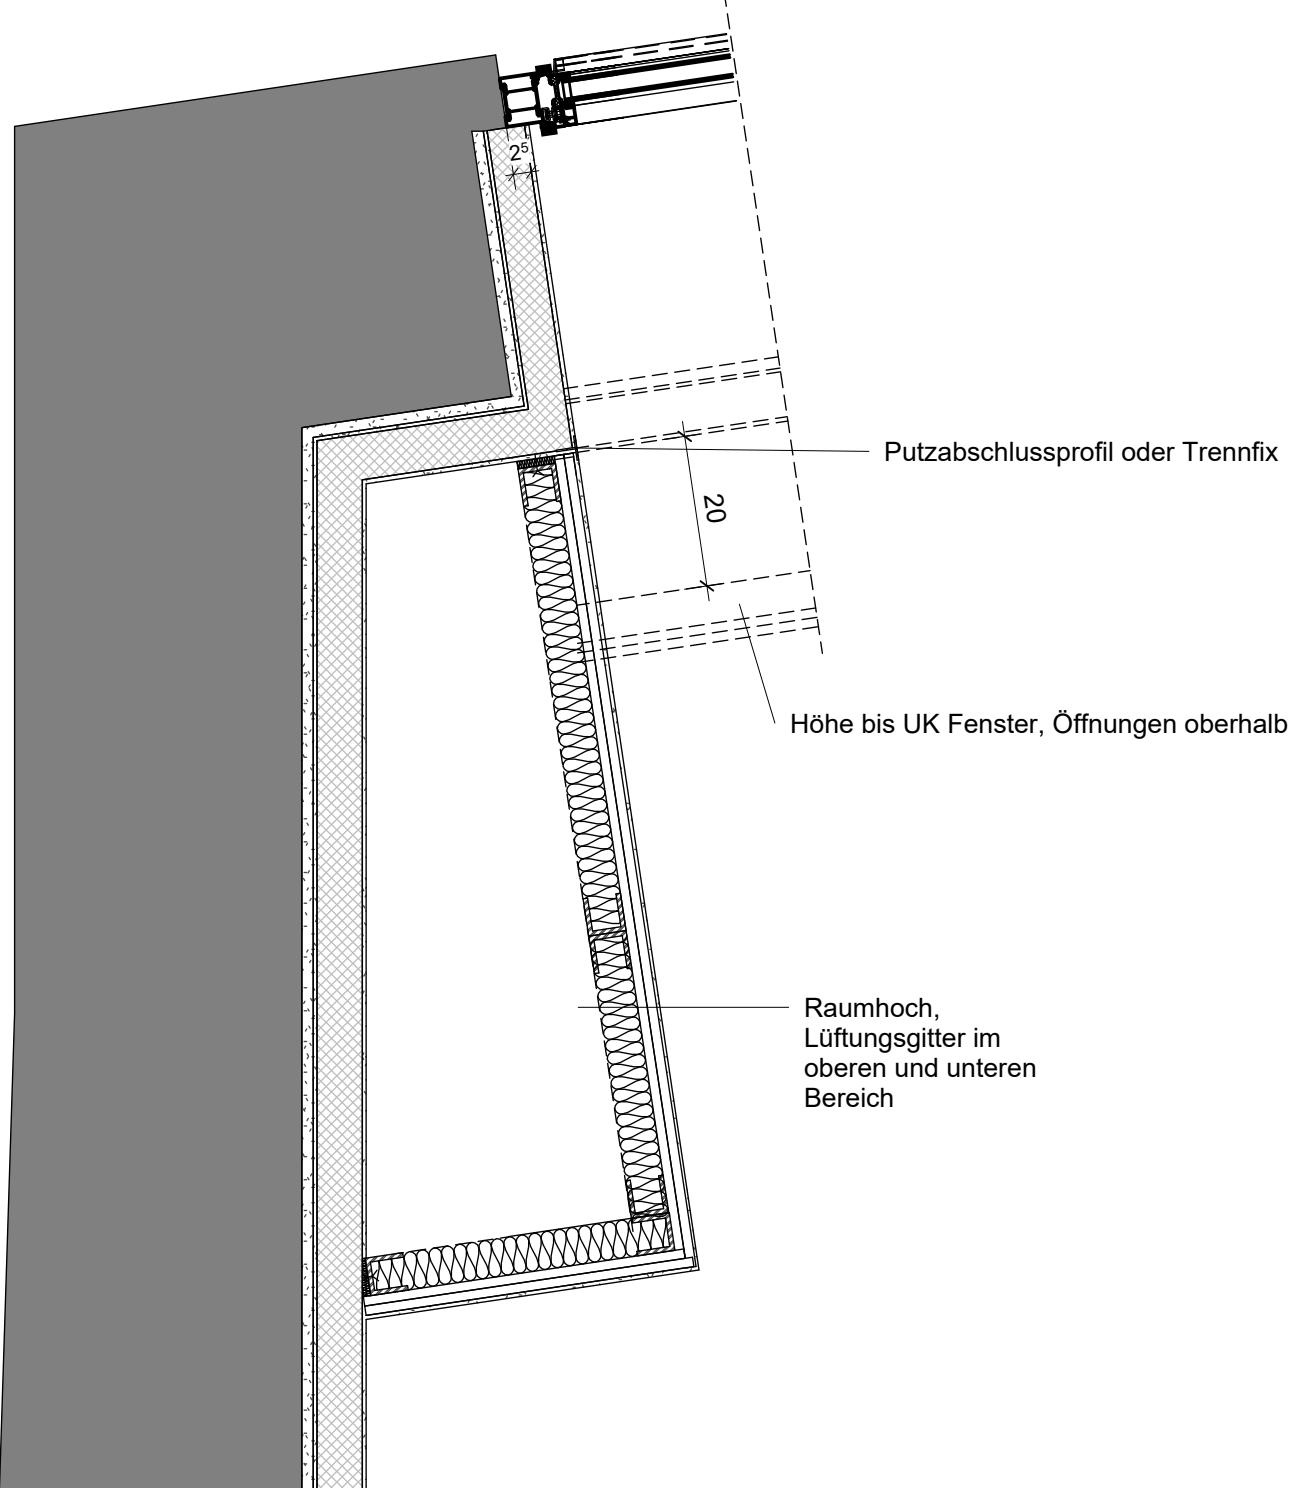 2⁵
Putzabschlussprofil oder Trennfix
20
Höhe bis UK Fenster, Öffnungen oberhalb
Raumhoch,
Lüftungsgitter im
oberen und unteren
Bereich